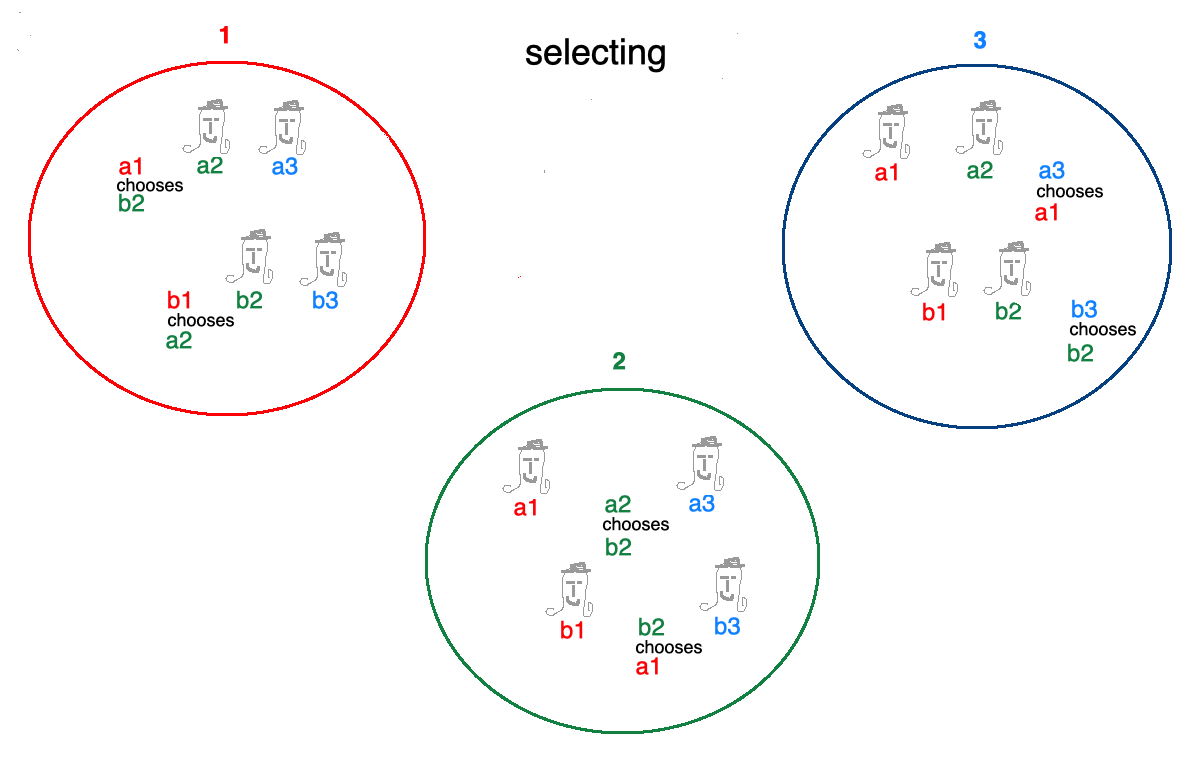 selecting
1
a2 a3
a1
chooses
b2
b1 b2 b3
chooses
a2
2
a1 a3
a2
chooses
b2
b1 b3
b2
chooses
a1
3
a1 a2 a3
chooses
a1
b1 b2 b3
chooses
b2